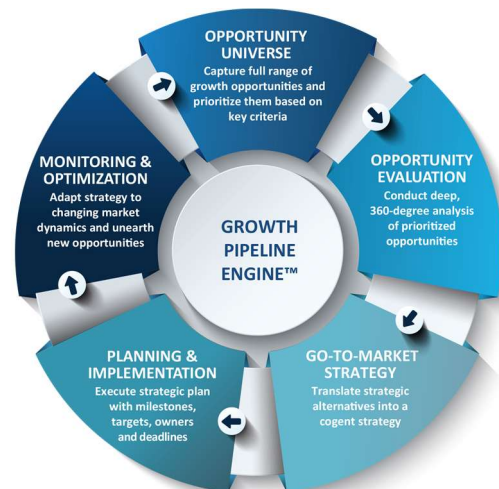 OPPORTUNITY
UNIVERSE
Capture full range of
growth opportunities and
prioritize them based on
key criteria
OPPORTUNITY
EVALUATION
Conduct deep,
360-degree analysis
of prioritized
opportunities
GO-TO-MARKET
STRATEGY
Translate strategic
alternatives into a
cogent strategy
PLANNING &
IMPLEMENTATION
Execute strategic plan
with milestones,
targets, owners
and deadlines
MONITORING &
OPTIMIZATION
Adapt strategy to
changing market
dynamics and unearth
new opportunities
GROWTH
PIPELINE
ENGINE™